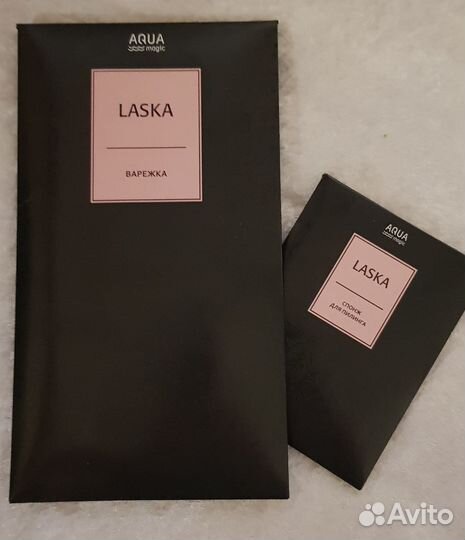 AQUA
magic
LASKA
ВАРЕЖКА
AQUA
magic
LASKA
СПОНЖ
ДЛЯ ПИЛИНГА
Avito